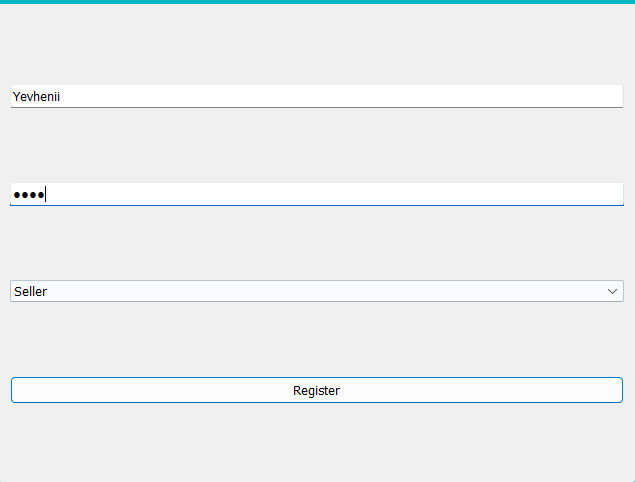 Yevhenii
●●●●
Seller
Register